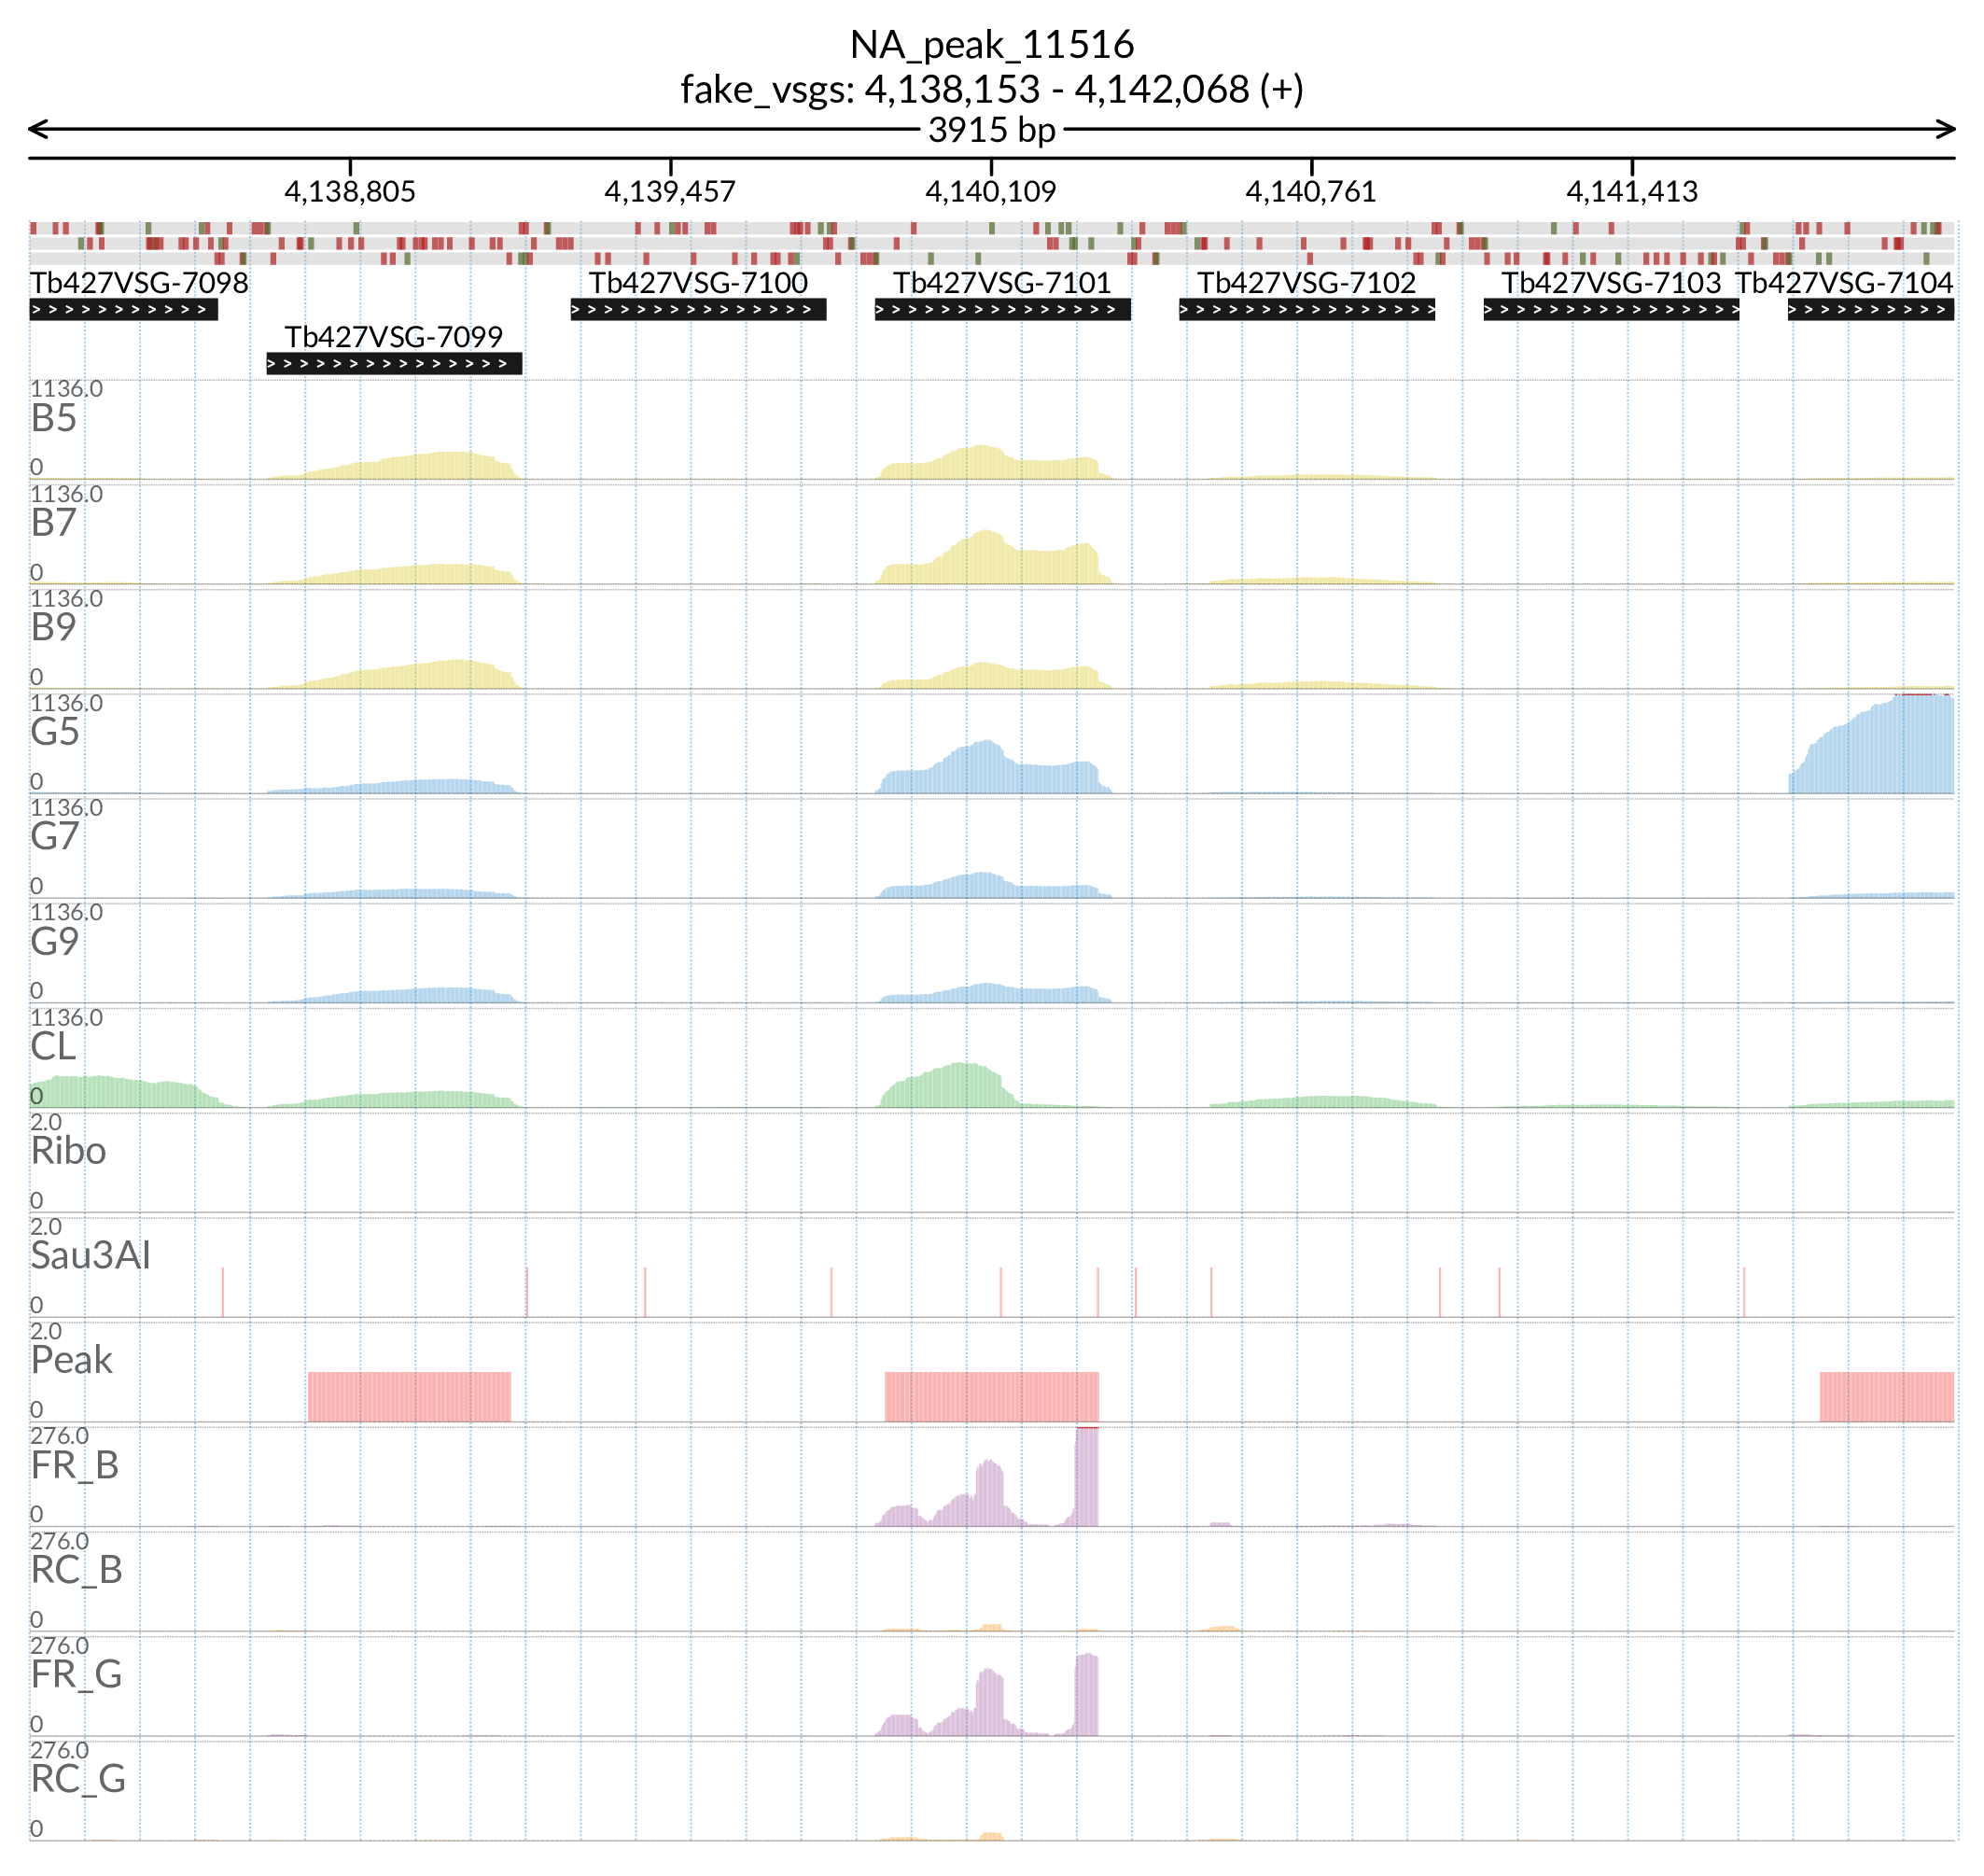 NA_peak_11516
fake_vsgs: 4,138,153 - 4,142,068 (+)
3915 bp
4,138,805 4,139,457 4,140,109 4,140,761 4,141,413
Tb427VSG-7098 Tb427VSG-7100 Tb427VSG-7101 Tb427VSG-7102 Tb427VSG-7103 Tb427VSG-7104
Tb427VSG-7099
1136.0
B5
0
1136.0
B7
0
1136.0
B9
0
1136.0
G5
0
1136.0
G7
0
1136.0
G9
0
1136.0
CL
0
2.0
Ribo
0
2.0
Sau3AI
0
2.0
Peak
0
276.0
FR_B
0
276.0
RC_B
0
276.0
FR_G
0
276.0
RC_G
0